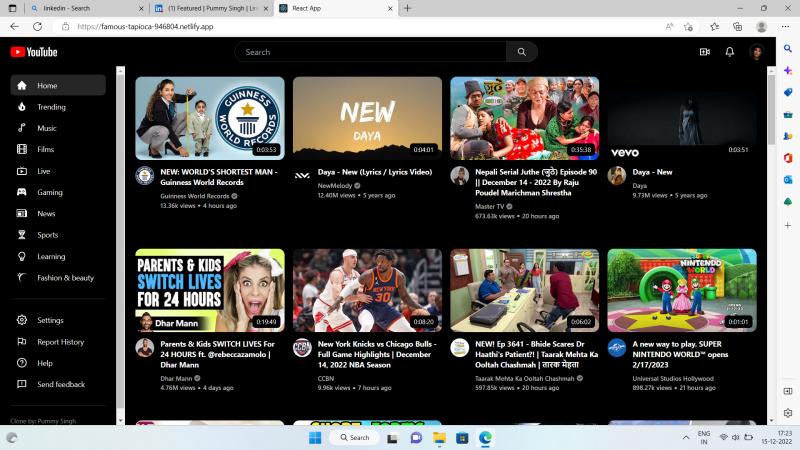 linkedin - Search
(1) Featured | Pummy Singh | Lin
React App
https://famous-tapioca-946804.netlify.app
YouTube
Search
Home
Trending
Music
Films
Live
Gaming
News
Sports
Learning
Fashion & beauty
Settings
Report History
Help
Send feedback
Clone by: Pummy Singh
GUINNESS
WORLD RECORDS
0:03:53
NEW: WORLD'S SHORTEST MAN -
Guinness World Records
Guinness World Records
13.36k views • 4 hours ago
NEW
DAYA
0:04:01
Daya - New (Lyrics / Lyrics Video)
NewMelody
12.40M views • 5 years ago
जुठे
0:35:38
Nepali Serial Juthe (जुठे) Episode 90
|| December 14 - 2022 By Raju
Poudel Marichman Shrestha
Master TV
673.63k views • 20 hours ago
vevo
0:03:51
Daya - New
Daya
9.73M views • 5 years ago
PARENTS & KIDS
SWITCH LIVES
FOR 24 HOURS
Dhar Mann
0:19:49
Parents & Kids SWITCH LIVES For
24 HOURS ft. @rebeccazamolo |
Dhar Mann
Dhar Mann
4.76M views • 4 days ago
NEW YORK
30
0:08:20
CCBN
New York Knicks vs Chicago Bulls -
Full Game Highlights | December
14, 2022 NBA Season
CCBN
9.96k views • 7 hours ago
0:06:02
NEW! Ep 3641 - Bhide Scares Dr
Haathi's Patient?! | Taarak Mehta Ka
Ooltah Chashmah | तारक मेहता
Taarak Mehta Ka Ooltah Chashmah
597.85k views • 20 hours ago
SUPER
NINTENDO
WORLD
0:01:01
A new way to play. SUPER
NINTENDO WORLD™ opens
2/17/2023
Universal Studios Hollywood
898.27k views • 21 hours ago
Search
ENG
IN
17:23
15-12-2022